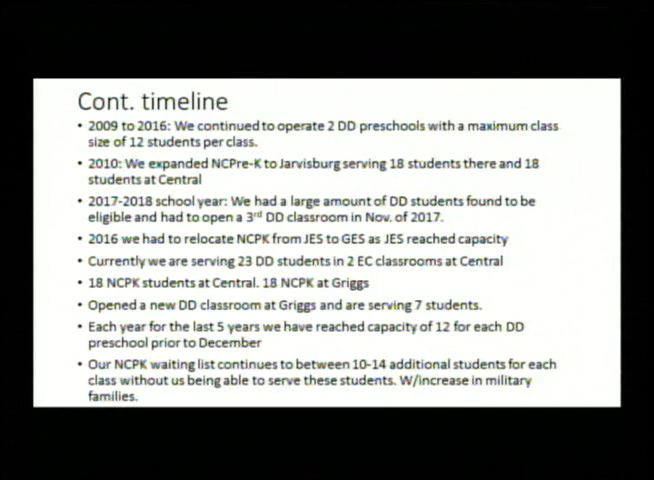 Cont. timeline
• 2009 to 2016: We continued to operate 2 DD preschools with a maximum class
size of 12 students per class.
• 2010: We expanded NCPre-K to Jarvisburg serving 18 students there and 18
students at Central
• 2017-2018 school year: We had a large amount of DD students found to be
eligible and had to open a 3rd DD classroom in Nov. of 2017.
• 2016 we had to relocate NCPK from JES to GES as JES reached capacity
• Currently we are serving 23 DD students in 2 EC classrooms at Central
• 18 NCPK students at Central. 18 NCPK at Griggs
• Opened a new DD classroom at Griggs and are serving 7 students.
• Each year for the last 5 years we have reached capacity of 12 for each DD
preschool prior to December
• Our NCPK waiting list continues to between 10-14 additional students for each
class without us being able to serve these students. W/increase in military
families.